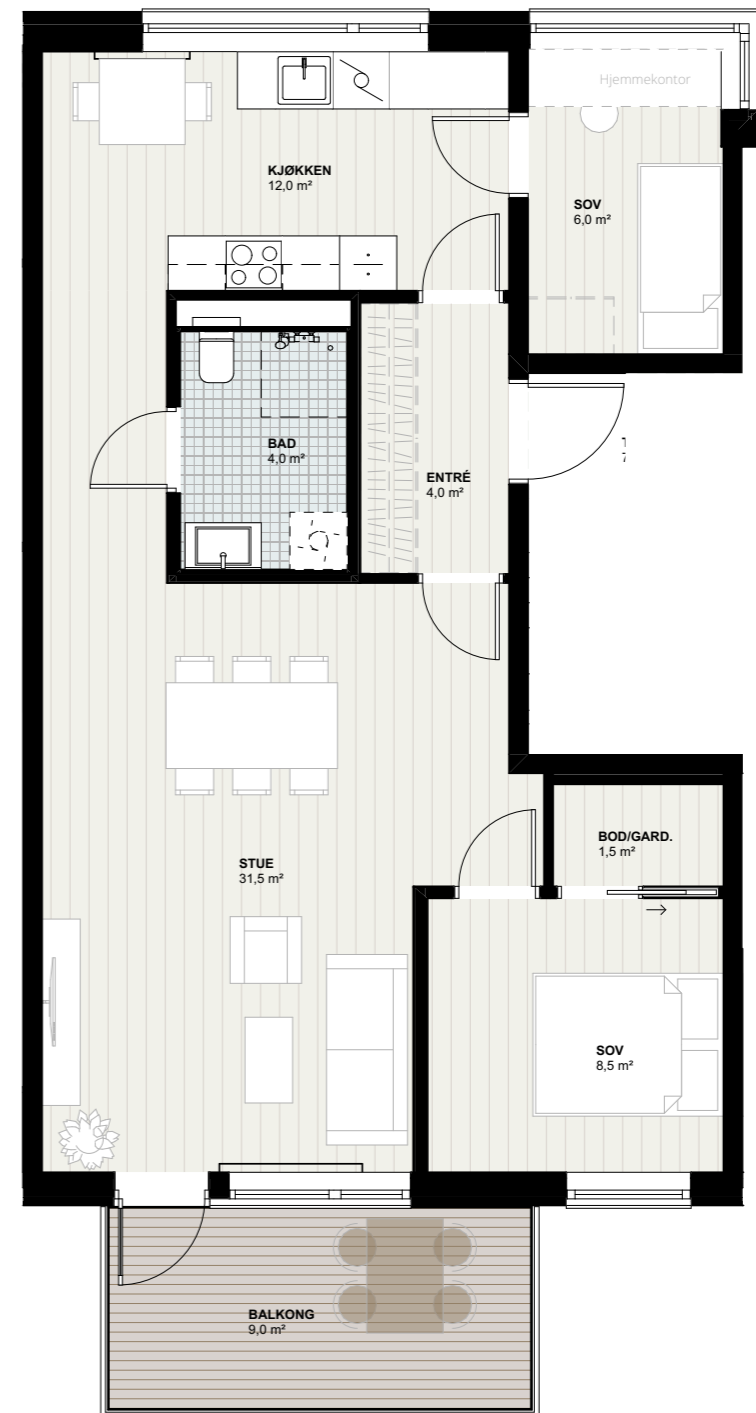 Hjemmekontor
KJØKKEN
12,0 m²
SOV
6,0 m²
BAD
4,0 m²
ENTRÉ
4,0 m²
STUE
31,5 m²
BOD/GARD.
1,5 m²
SOV
8,5 m²
BALKONG
9,0 m²